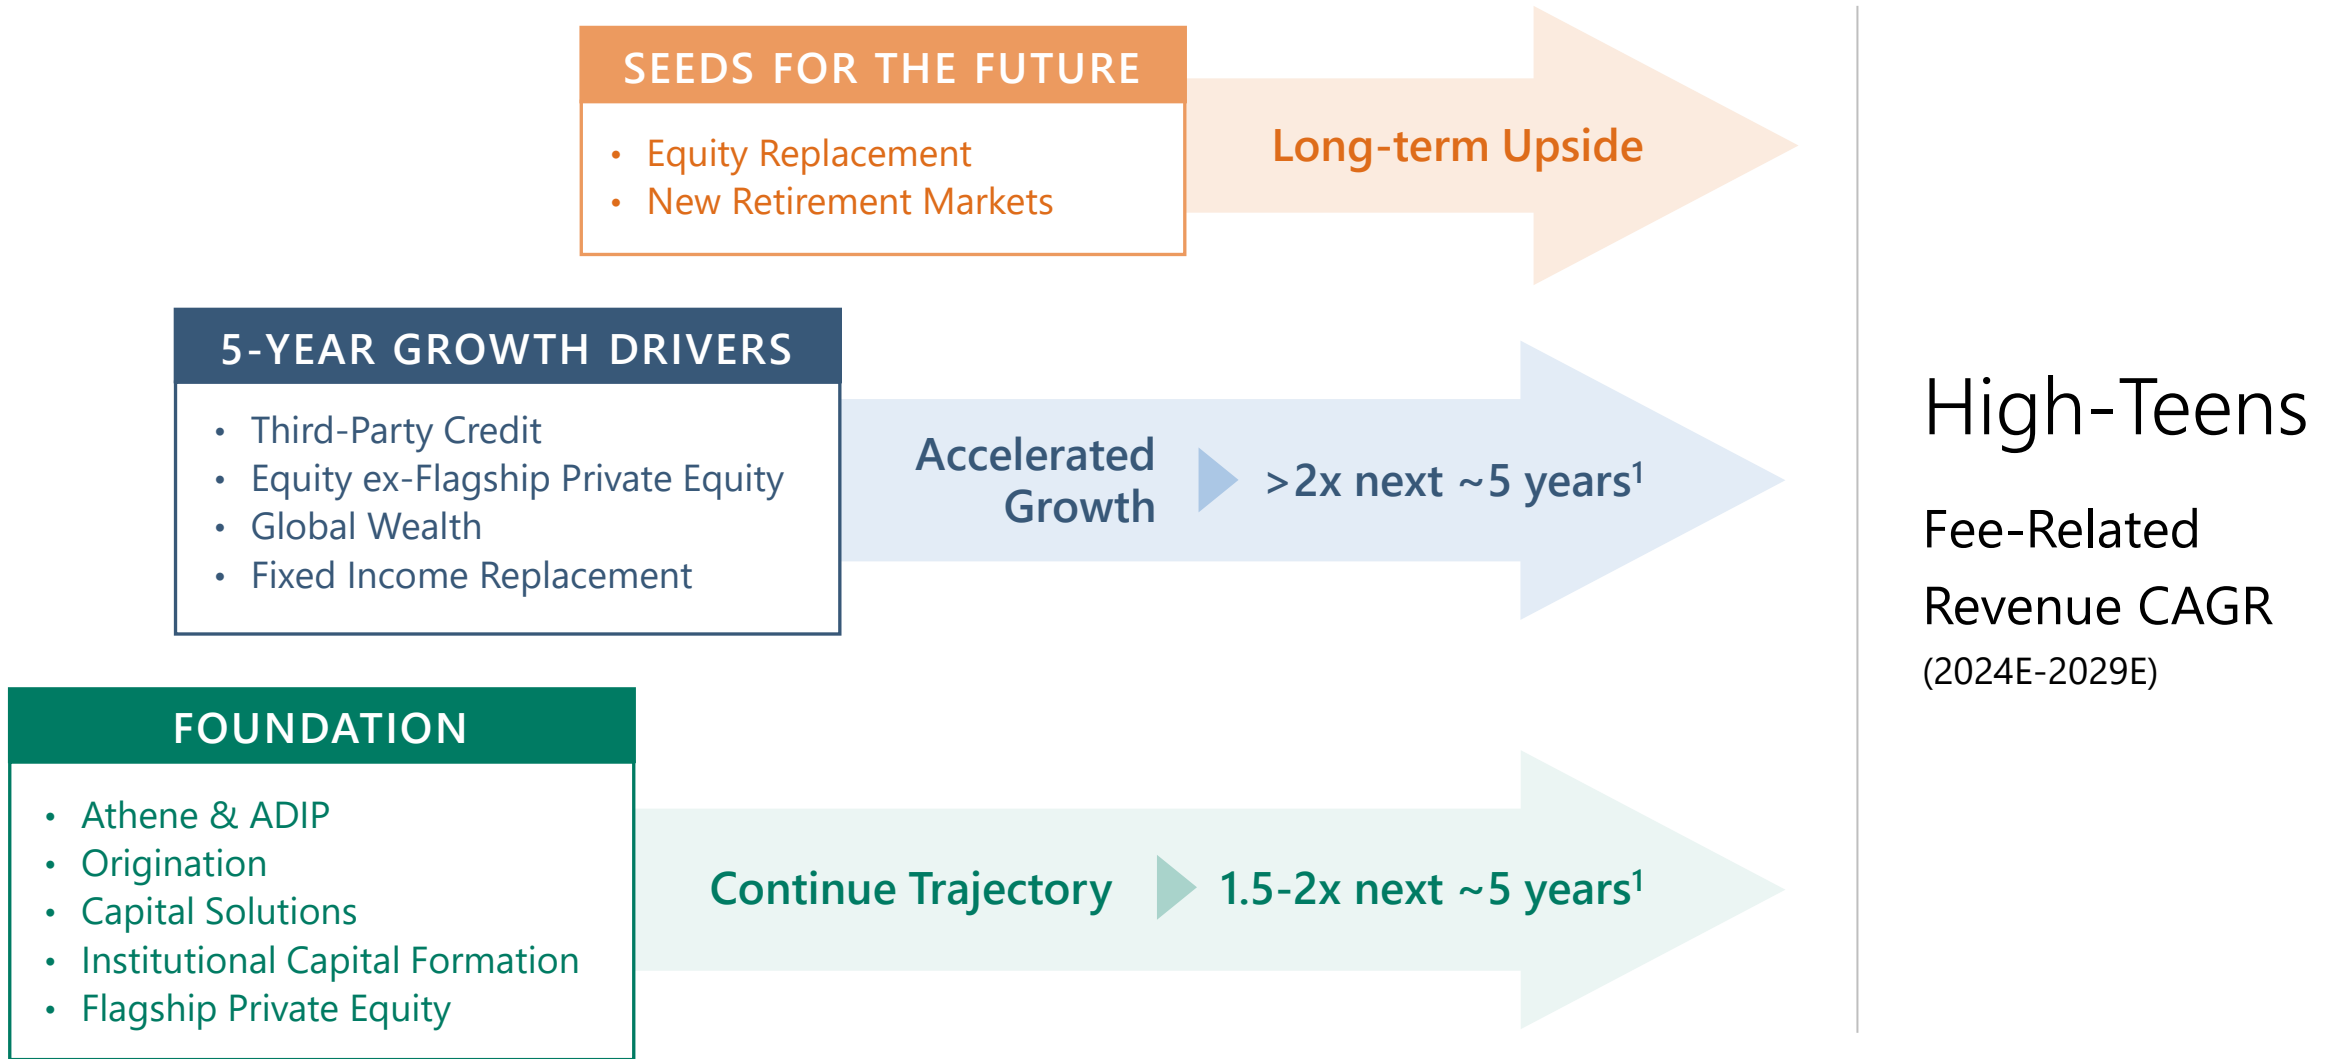 SEEDS FOR THE FUTURE
• Equity Replacement
• New Retirement Markets
Long-term Upside
5-YEAR GROWTH DRIVERS
• Third-Party Credit
• Equity ex-Flagship Private Equity
• Global Wealth
• Fixed Income Replacement
Accelerated
Growth
>2x next ~5 years¹
FOUNDATION
• Athene & ADIP
• Origination
• Capital Solutions
• Institutional Capital Formation
• Flagship Private Equity
Continue Trajectory
1.5-2x next ~5 years¹
High-Teens
Fee-Related
Revenue CAGR
(2024E-2029E)